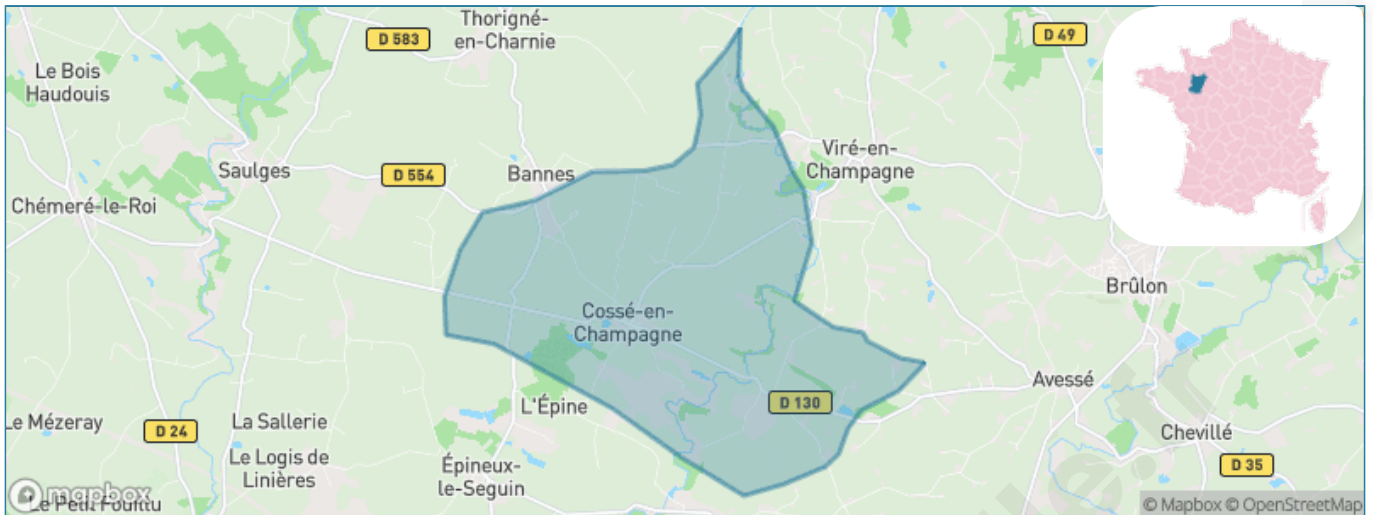 Thorigné-
en-Charnie
D 583
D 49
Le Bois
Haudouis
Viré-en-
Champagne
Saulges
D 554
Bannes
Chémeré-le-Roi
Brûlon
Cossé-en-
Champagne
Avessé
L'Épine
D 130
Le Mézeray
D 24
La Sallerie
Chevillé
Le Logis de
Linières
Épineux-
le-Seguin
D 35
mapbox
© Mapbox © OpenStreetMap